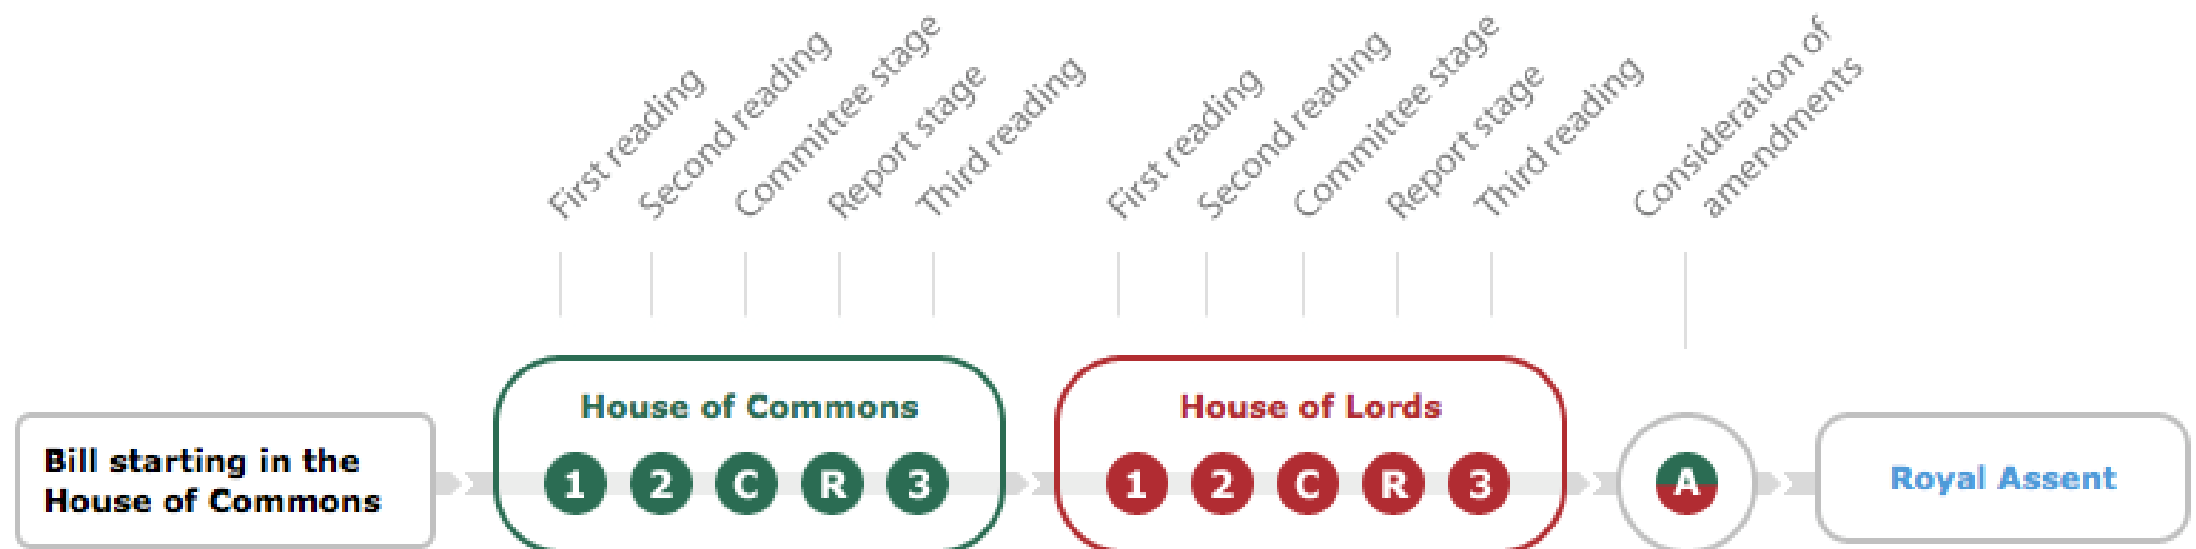 First reading
Second reading
Committee stage
Report stage
Third reading
First reading
Second reading
Committee stage
Report stage
Third reading
Consideration of
amendments
Bill starting in the
House of Commons
House of Commons
1 2 C R 3
House of Lords
1 2 C R 3
A
Royal Assent